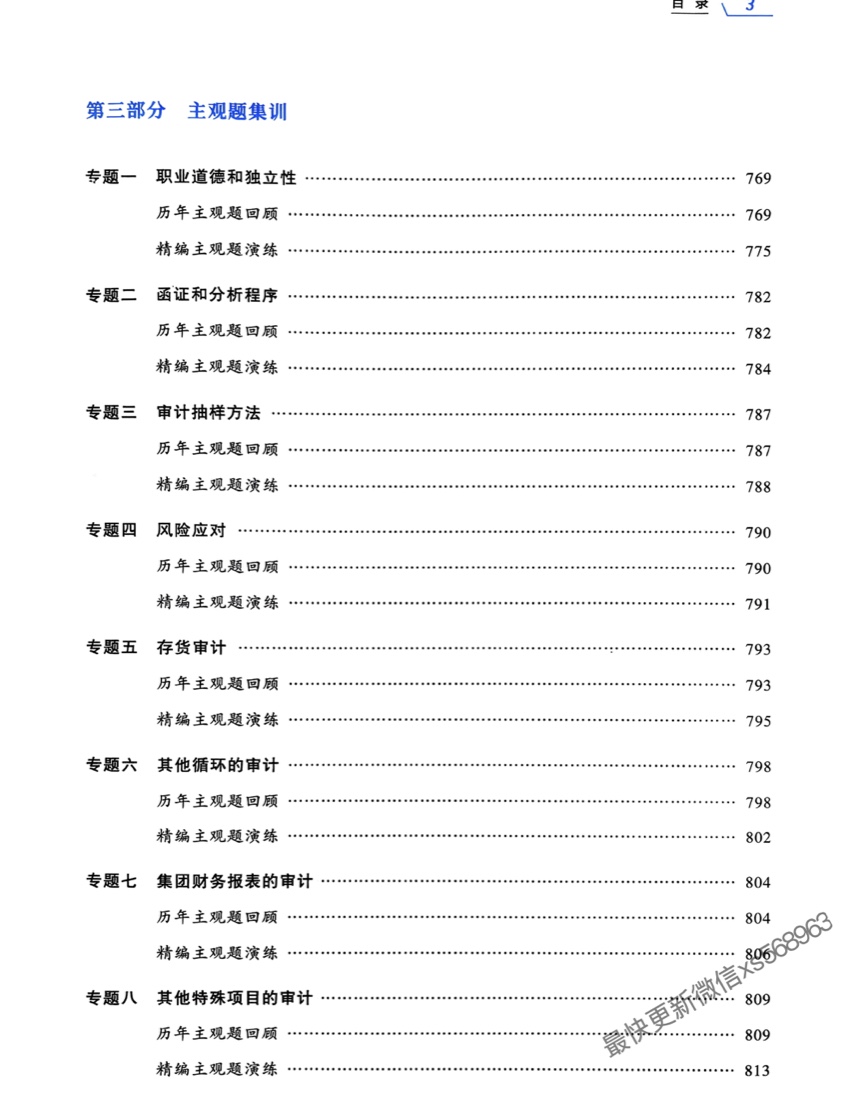 目 录 3
第三部分 主观题集训
专题一 职业道德和独立性 769
历年主观题回顾 769
精编主观题演练 775
专题二 函证和分析程序 782
历年主观题回顾 782
精编主观题演练 784
专题三 审计抽样方法 787
历年主观题回顾 787
精编主观题演练 788
专题四 风险应对 790
历年主观题回顾 790
精编主观题演练 791
专题五 存货审计 793
历年主观题回顾 793
精编主观题演练 795
专题六 其他循环的审计 798
历年主观题回顾 798
精编主观题演练 802
专题七 集团财务报表的审计 804
历年主观题回顾 804
精编主观题演练 806
专题八 其他特殊项目的审计 809
历年主观题回顾 809
精编主观题演练 813
最快更新微信xs568963